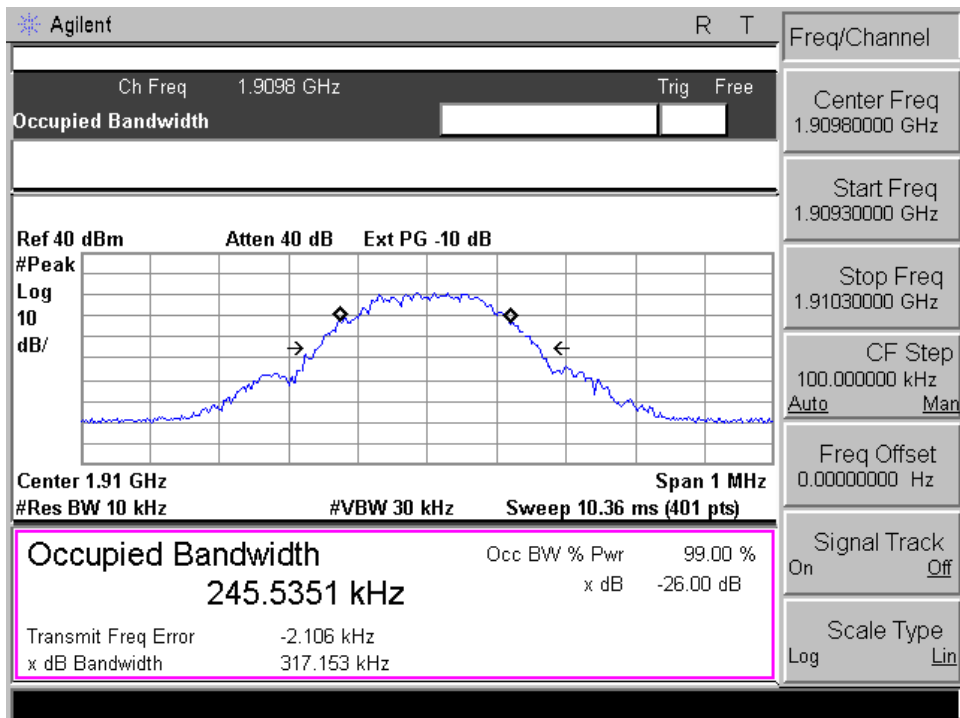 Agilent R T
Ch Freq 1.9098 GHz Trig Free
Occupied Bandwidth
Ref 40 dBm Atten 40 dB Ext PG -10 dB
#Peak
Log
10
dB/
Center 1.91 GHz Span 1 MHz
#Res BW 10 kHz #VBW 30 kHz Sweep 10.36 ms (401 pts)
Occupied Bandwidth Occ BW % Pwr 99.00 %
245.5351 kHz x dB -26.00 dB
Transmit Freq Error -2.106 kHz
x dB Bandwidth 317.153 kHz
Freq/Channel
Center Freq
1.90980000 GHz
Start Freq
1.90930000 GHz
Stop Freq
1.91030000 GHz
CF Step
100.000000 kHz
Auto Man
Freq Offset
0.00000000 Hz
Signal Track
On Off
Scale Type
Log Lin